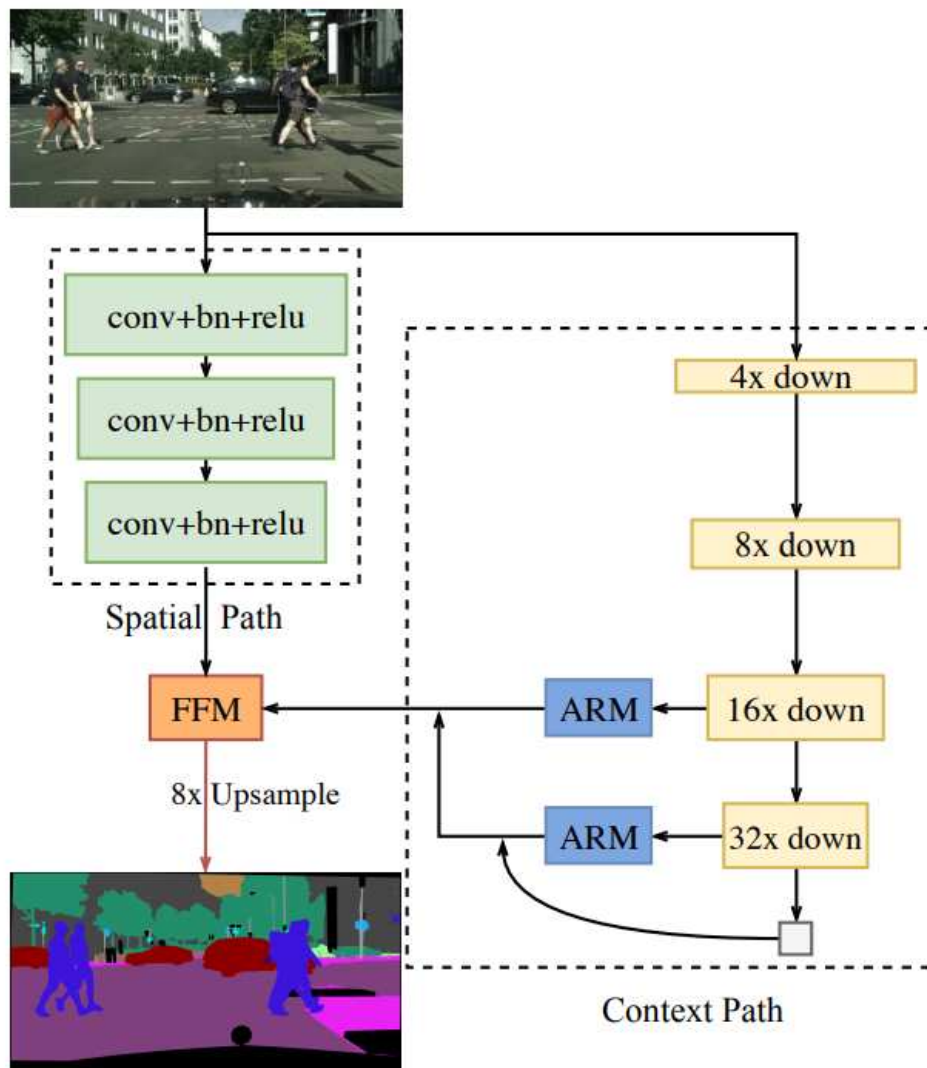 conv+bn+relu
conv+bn+relu
conv+bn+relu
Spatial Path
FFM
8x Upsample
4x down
8x down
16x down
ARM
32x down
ARM
Context Path